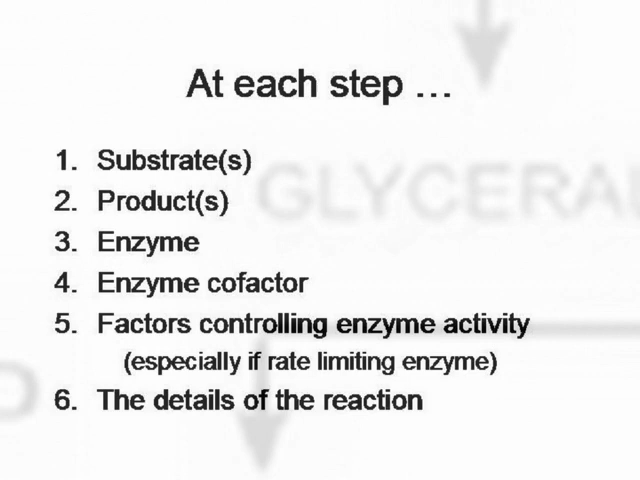 At each step …
GLYCERAL
1. Substrate(s)
2. Product(s)
3. Enzyme
4. Enzyme cofactor
5. Factors controlling enzyme activity
(especially if rate limiting enzyme)
6. The details of the reaction